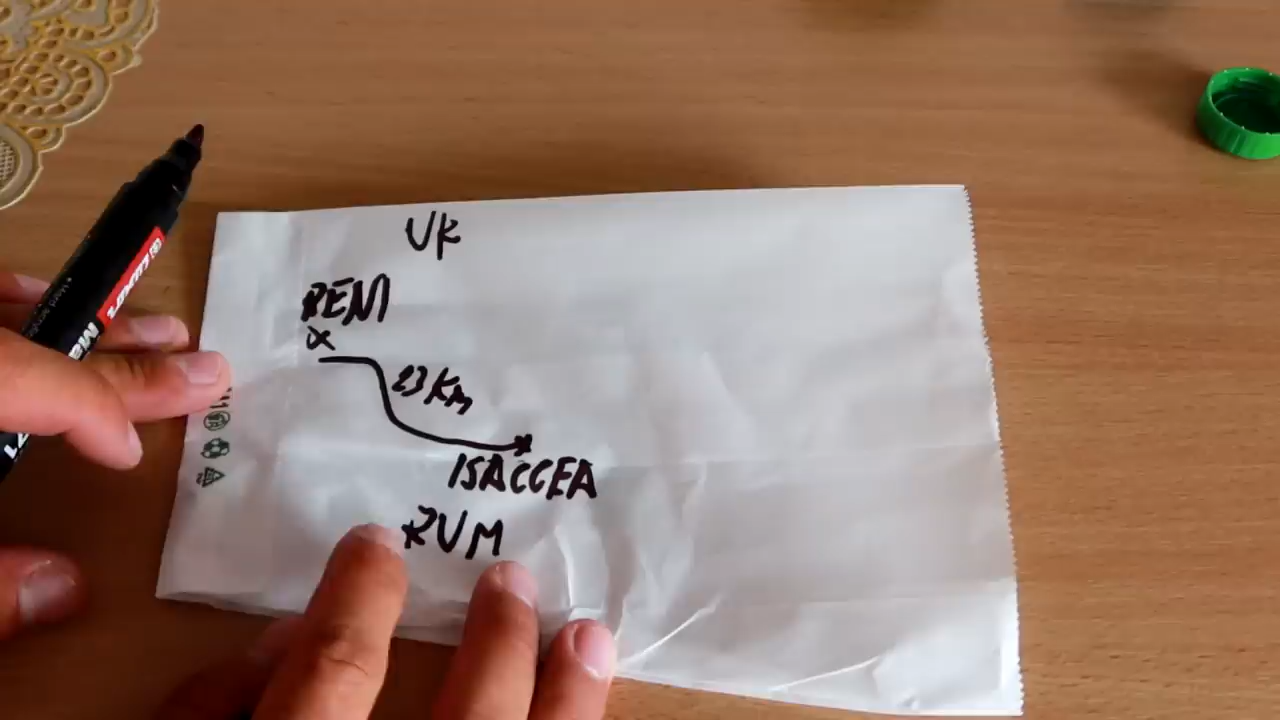 UK
RENI
x
23 Km
x
ISACCEA
RUM